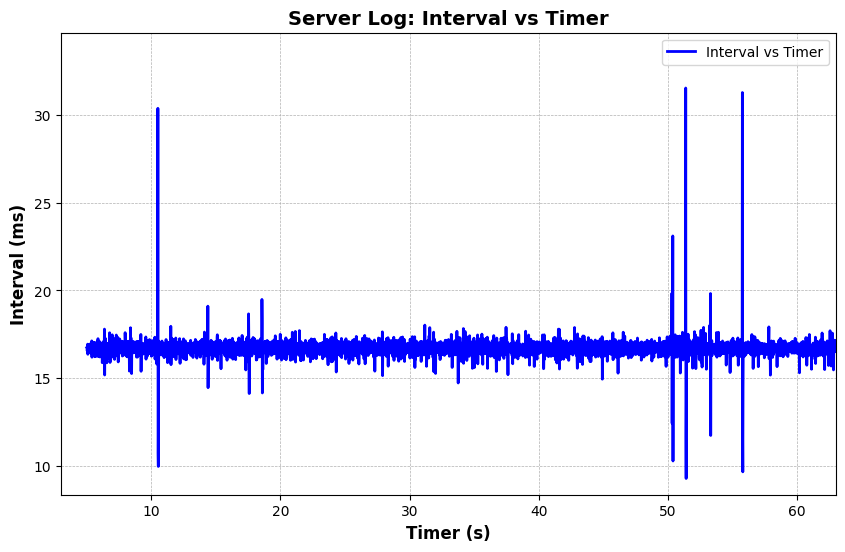 Server Log: Interval vs Timer
Interval vs Timer
Interval (ms)
30
25
20
15
10
10 20 30 40 50 60
Timer (s)